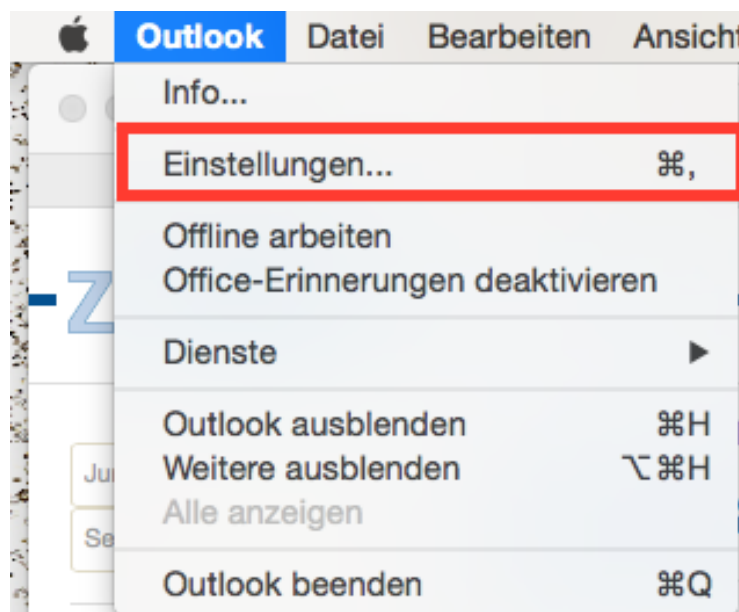 Outlook Datei Bearbeiten Ansicht
Info...
Einstellungen... ⌘,
Offline arbeiten
Office-Erinnerungen deaktivieren
Dienste ▶
Outlook ausblenden ⌘H
Weitere ausblenden ⌥⌘H
Alle anzeigen
Outlook beenden ⌘Q
-Z